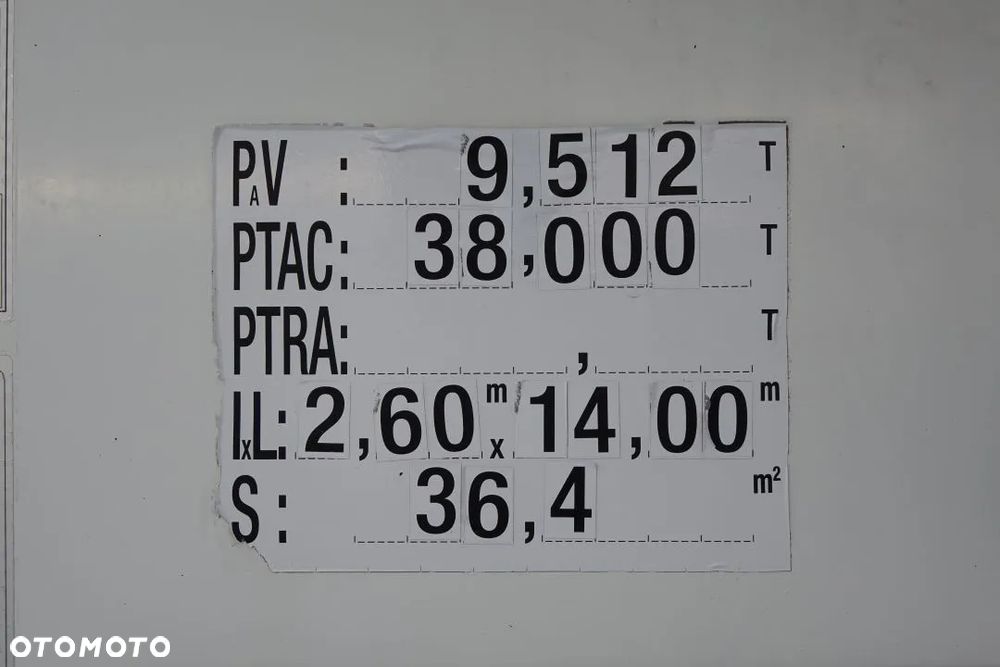 PAV : 9,512 T
PTAC: 38,000 T
PTRA: , T
IxL: 2,60 m x 14,00 m
S : 36,4 m²
OTOMOTO